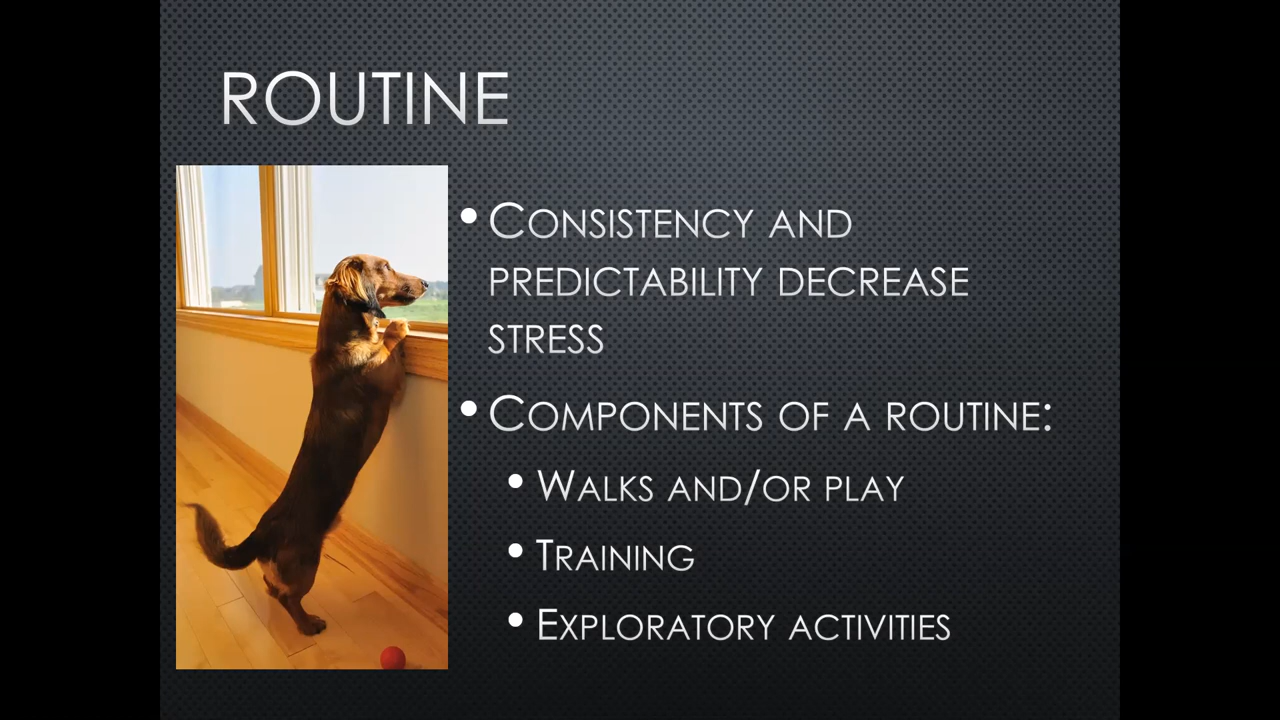 ROUTINE
• CONSISTENCY AND
PREDICTABILITY DECREASE
STRESS
• COMPONENTS OF A ROUTINE:
• WALKS AND/OR PLAY
• TRAINING
• EXPLORATORY ACTIVITIES